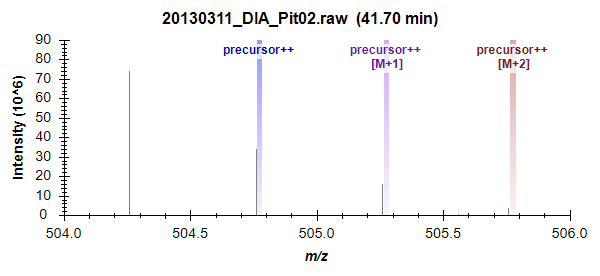 20130311_DIA_Pit02.raw (41.70 min)
90
80
70
60
50
40
30
20
10
0
Intensity (10^6)
precursor++
precursor++
[M+1]
precursor++
[M+2]
504.0
504.5
505.0
505.5
506.0
m/z